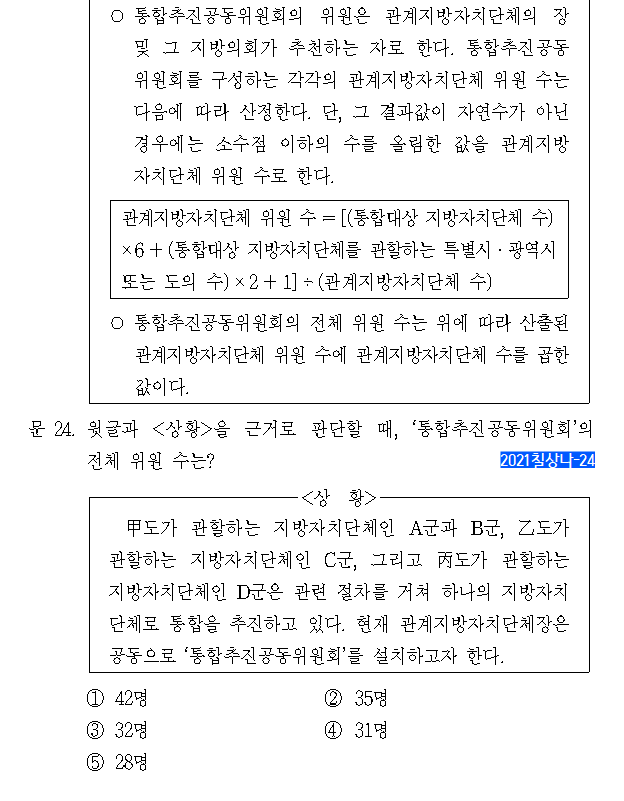 ○ 통합추진공동위원회의 위원은 관계지방자치단체의 장
및 그 지방의회가 추천하는 자로 한다. 통합추진공동
위원회를 구성하는 각각의 관계지방자치단체 위원 수는
다음에 따라 산정한다. 단, 그 결과값이 자연수가 아닌
경우에는 소수점 이하의 수를 올림한 값을 관계지방
자치단체 위원 수로 한다.
관계지방자치단체 위원 수 = [(통합대상 지방자치단체 수)
×6 + (통합대상 지방자치단체를 관할하는 특별시 · 광역시
또는 도의 수) × 2 + 1] ÷ (관계지방자치단체 수)
○ 통합추진공동위원회의 전체 위원 수는 위에 따라 산출된
관계지방자치단체 위원 수에 관계지방자치단체 수를 곱한
값이다.
문 24. 윗글과 <상황>을 근거로 판단할 때, ‘통합추진공동위원회’의
전체 위원 수는?
2021칠상나-24
<상 황>
甲도가 관할하는 지방자치단체인 A군과 B군, 乙도가
관할하는 지방자치단체인 C군, 그리고 丙도가 관할하는
지방자치단체인 D군은 관련 절차를 거쳐 하나의 지방자치
단체로 통합을 추진하고 있다. 현재 관계지방자치단체장은
공동으로 ‘통합추진공동위원회’를 설치하고자 한다.
① 42명
② 35명
③ 32명
④ 31명
⑤ 28명